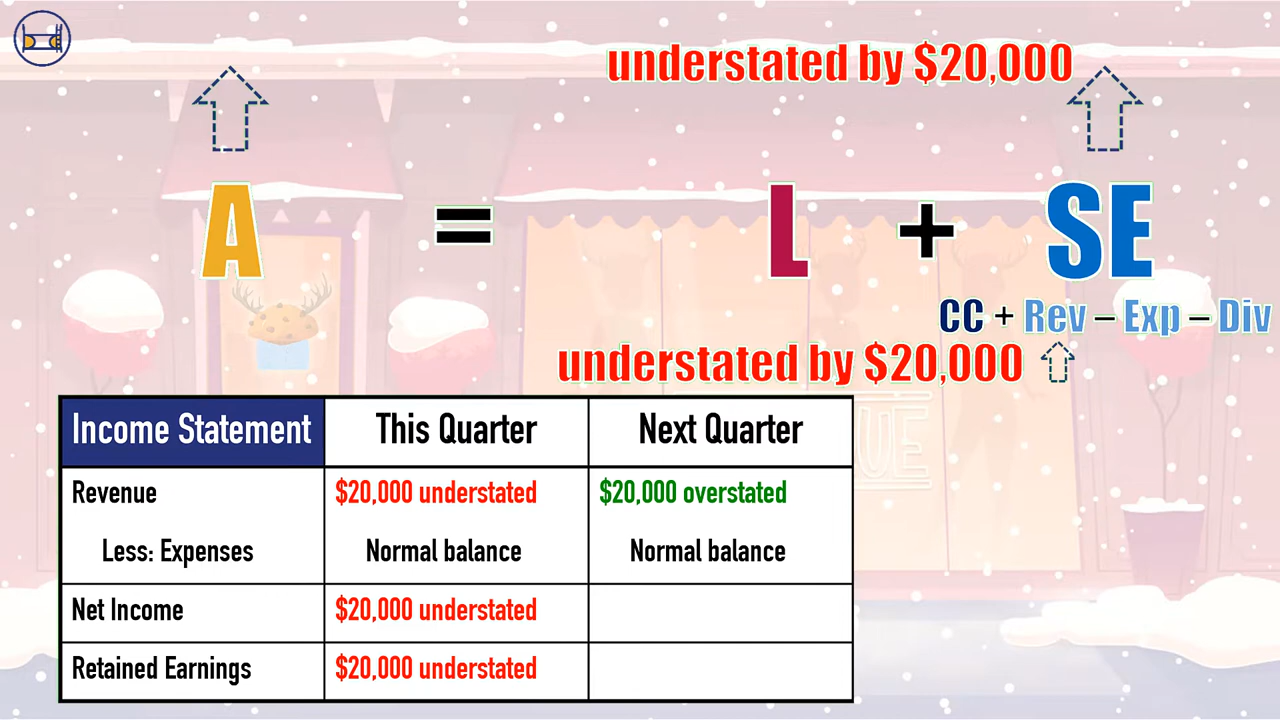 understated by $20,000
A = L + SE
CC + Rev – Exp – Div
understated by $20,000
Income Statement This Quarter Next Quarter
Revenue $20,000 understated $20,000 overstated
Less: Expenses Normal balance Normal balance
Net Income $20,000 understated
Retained Earnings $20,000 understated